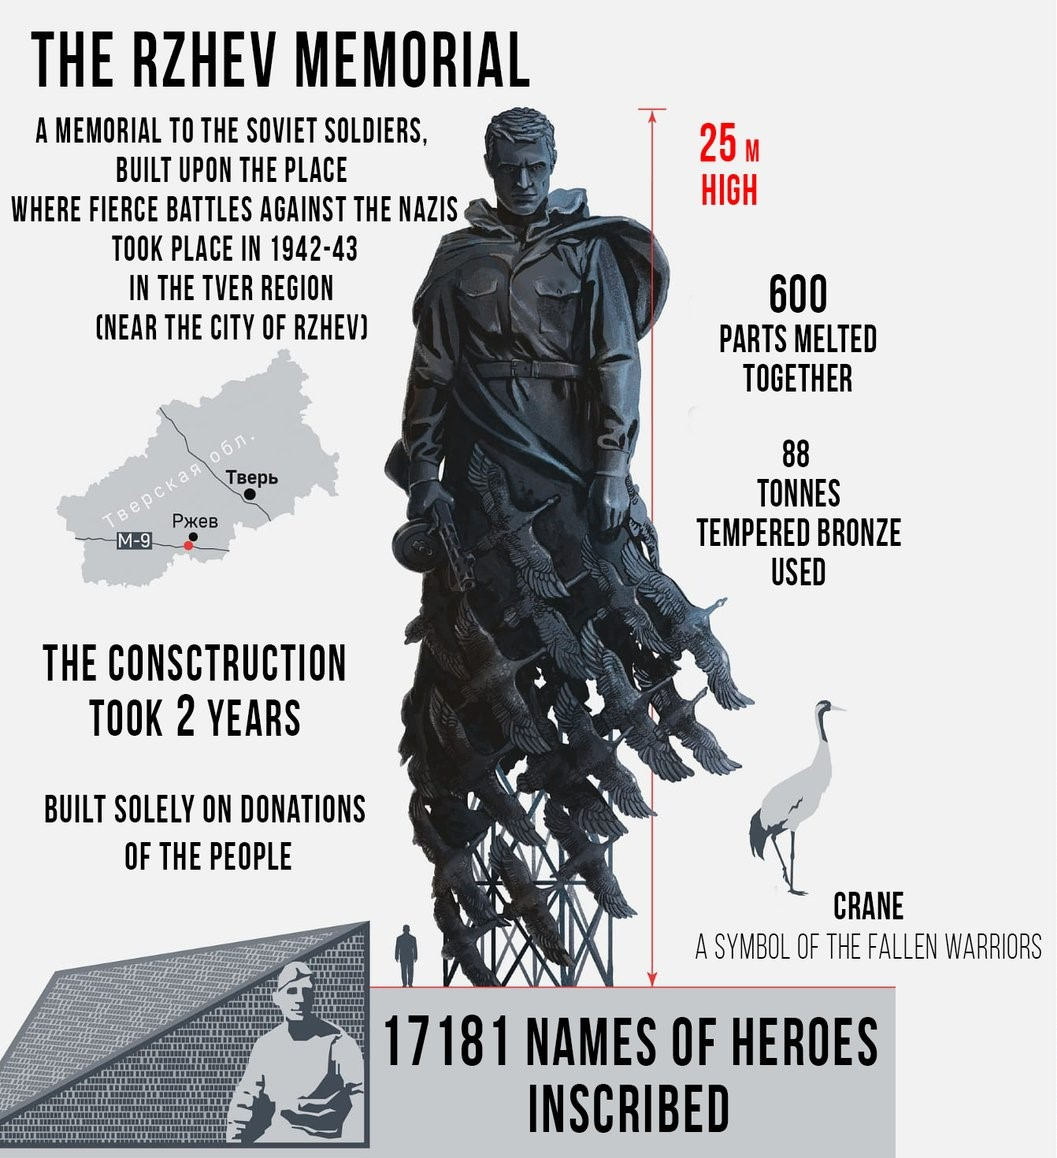 THE RZHEV MEMORIAL
A MEMORIAL TO THE SOVIET SOLDIERS,
BUILT UPON THE PLACE
WHERE FIERCE BATTLES AGAINST THE NAZIS
TOOK PLACE IN 1942-43
IN THE TVER REGION
(NEAR THE CITY OF RZHEV)
25 M
HIGH
600
PARTS MELTED
TOGETHER
88
TONNES
TEMPERED BRONZE
USED
Тверская обл.
Тверь
Ржев
М-9
THE CONSCTRUCTION
TOOK 2 YEARS
BUILT SOLELY ON DONATIONS
OF THE PEOPLE
CRANE
A SYMBOL OF THE FALLEN WARRIORS
17181 NAMES OF HEROES
INSCRIBED